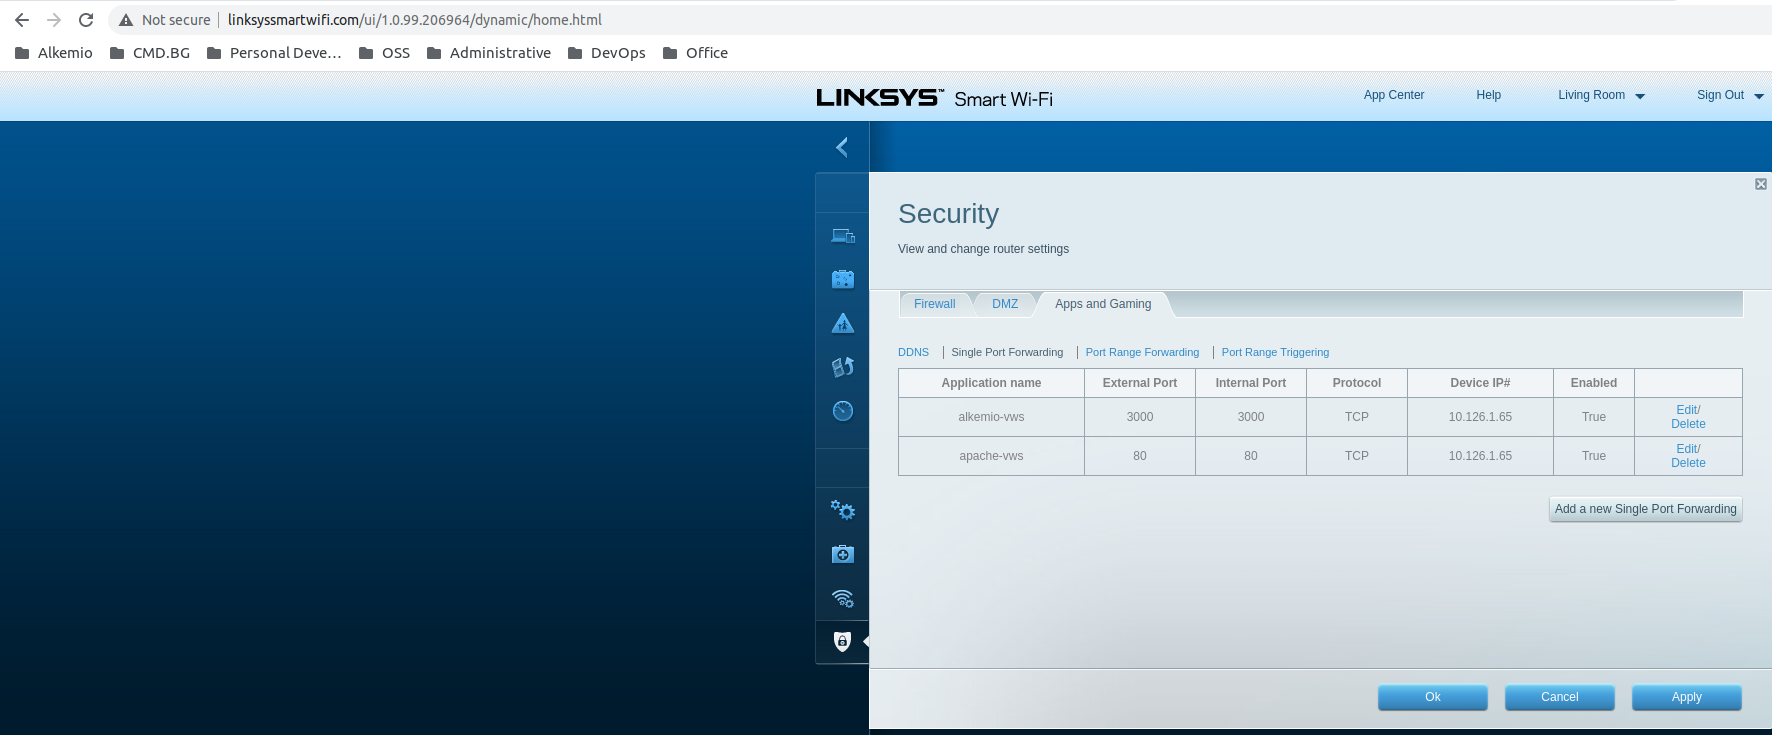 Not secure | linksyssmartwifi.com/ui/1.0.99.206964/dynamic/home.html
Alkemio CMD.BG Personal Deve... OSS Administrative DevOps Office
LINKSYS™ Smart Wi-Fi App Center Help Living Room Sign Out
Security
View and change router settings
Firewall DMZ Apps and Gaming
DDNS | Single Port Forwarding | Port Range Forwarding | Port Range Triggering
Application name External Port Internal Port Protocol Device IP# Enabled
alkemio-vws 3000 3000 TCP 10.126.1.65 True Edit/
Delete
apache-vws 80 80 TCP 10.126.1.65 True Edit/
Delete
Add a new Single Port Forwarding
Ok Cancel Apply